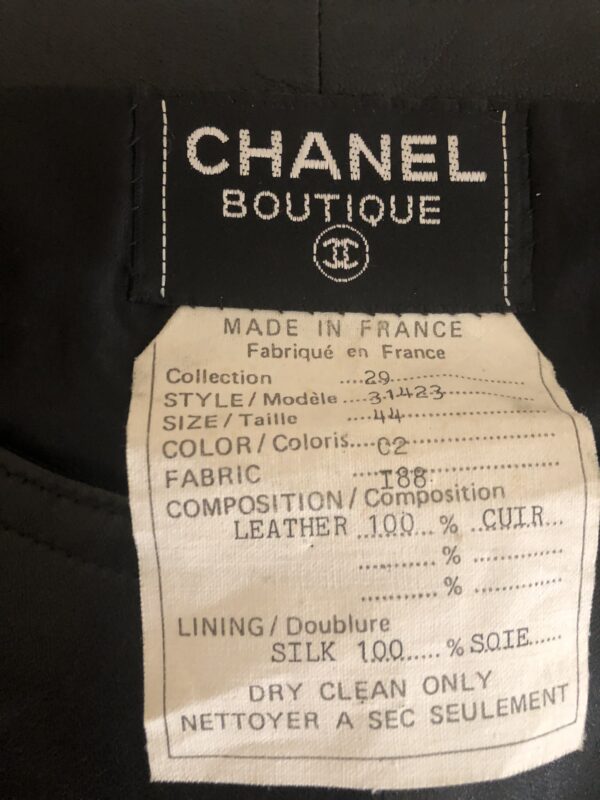 CHANEL
BOUTIQUE
MADE IN FRANCE
Fabriqué en France
Collection ....29
STYLE/Modèle ...31423
SIZE/Taille ....44
COLOR/Coloris....02
FABRIC I88
COMPOSITION/Composition
LEATHER 100 % CUIR
%
%
LINING/Doublure
SILK 100 % SOIE
DRY CLEAN ONLY
NETTOYER A SEC SEULEMENT